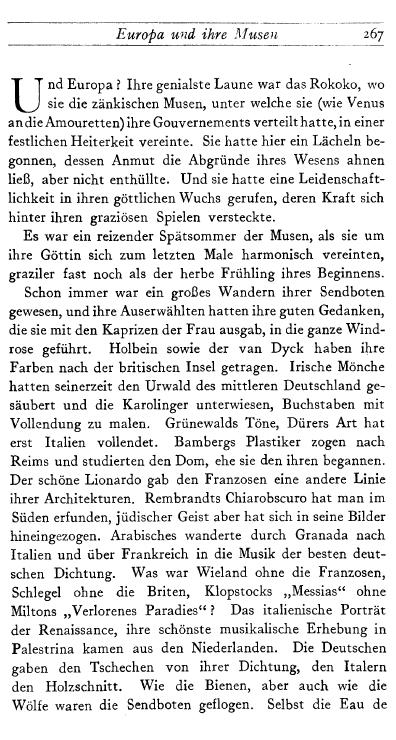 Europa und ihre Musen 267
Und Europa? Ihre genialste Laune war das Rokoko, wo
sie die zänkischen Musen, unter welche sie (wie Venus
an die Amouretten) ihre Gouvernements verteilt hatte, in einer
festlichen Heiterkeit vereinte. Sie hatte hier ein Lächeln be-
gonnen, dessen Anmut die Abgründe ihres Wesens ahnen
ließ, aber nicht enthüllte. Und sie hatte eine Leidenschaft-
lichkeit in ihren göttlichen Wuchs gerufen, deren Kraft sich
hinter ihren graziösen Spielen versteckte.
Es war ein reizender Spätsommer der Musen, als sie um
ihre Göttin sich zum letzten Male harmonisch vereinten,
graziler fast noch als der herbe Frühling ihres Beginnens.
Schon immer war ein großes Wandern ihrer Sendboten
gewesen, und ihre Auserwählten hatten ihre guten Gedanken,
die sie mit den Kaprizen der Frau ausgab, in die ganze Wind-
rose geführt. Holbein sowie der van Dyck haben ihre
Farben nach der britischen Insel getragen. Irische Mönche
hatten seinerzeit den Urwald des mittleren Deutschland ge-
säubert und die Karolinger unterwiesen, Buchstaben mit
Vollendung zu malen. Grünewalds Töne, Dürers Art hat
erst Italien vollendet. Bambergs Plastiker zogen nach
Reims und studierten den Dom, ehe sie den ihren begannen.
Der schöne Lionardo gab den Franzosen eine andere Linie
ihrer Architekturen. Rembrandts Chiarobscuro hat man im
Süden erfunden, jüdischer Geist aber hat sich in seine Bilder
hineingezogen. Arabisches wanderte durch Granada nach
Italien und über Frankreich in die Musik der besten deut-
schen Dichtung. Was war Wieland ohne die Franzosen,
Schlegel ohne die Briten, Klopstocks „Messias“ ohne
Miltons „Verlorenes Paradies“? Das italienische Porträt
der Renaissance, ihre schönste musikalische Erhebung in
Palestrina kamen aus den Niederlanden. Die Deutschen
gaben den Tschechen von ihrer Dichtung, den Italern
den Holzschnitt. Wie die Bienen, aber auch wie die
Wölfe waren die Sendboten geflogen. Selbst die Eau de